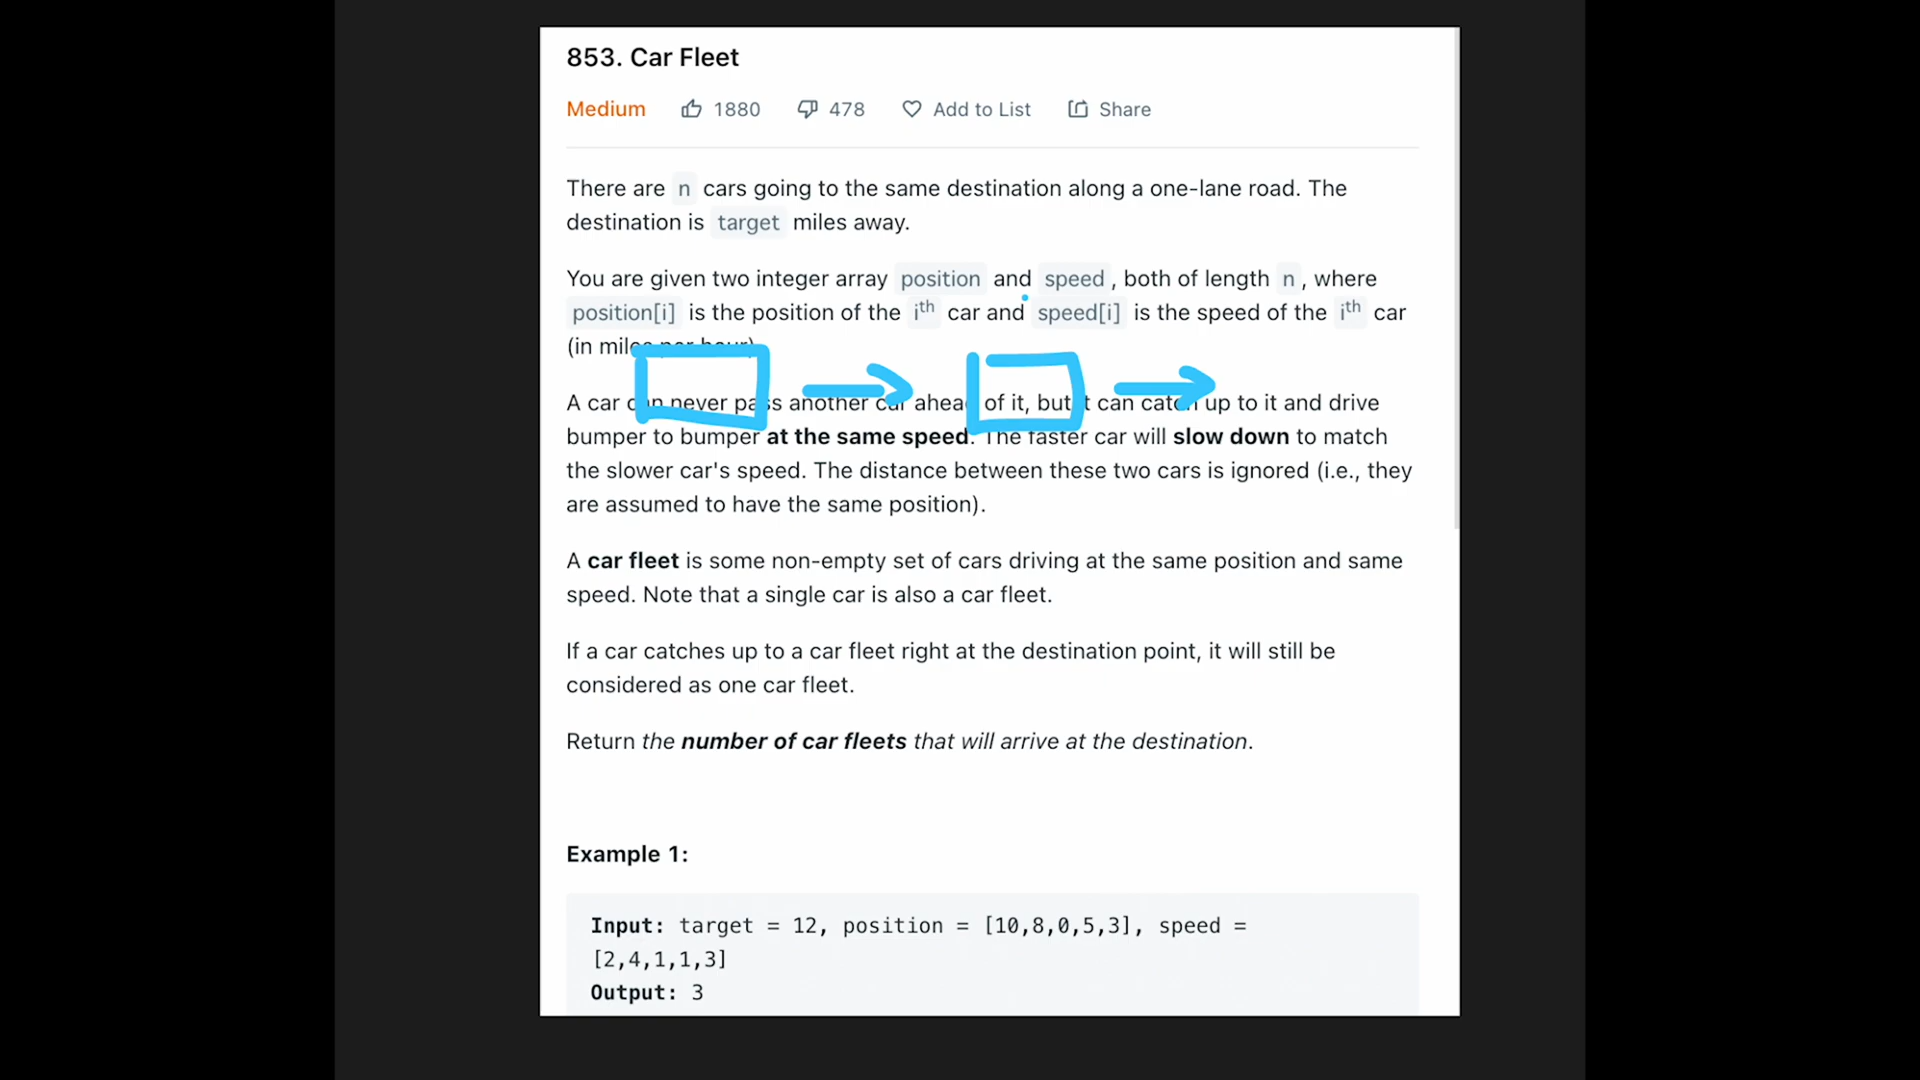 853. Car Fleet
Medium 1880 478 Add to List Share
There are n cars going to the same destination along a one-lane road. The
destination is target miles away.
You are given two integer array position and speed , both of length n , where
position[i] is the position of the ith car and speed[i] is the speed of the ith car
(in miles per hour).
A car can never pass another car ahead of it, but it can catch up to it and drive
bumper to bumper at the same speed. The faster car will slow down to match
the slower car's speed. The distance between these two cars is ignored (i.e., they
are assumed to have the same position).
A car fleet is some non-empty set of cars driving at the same position and same
speed. Note that a single car is also a car fleet.
If a car catches up to a car fleet right at the destination point, it will still be
considered as one car fleet.
Return the number of car fleets that will arrive at the destination.
Example 1:
Input: target = 12, position = [10,8,0,5,3], speed =
[2,4,1,1,3]
Output: 3